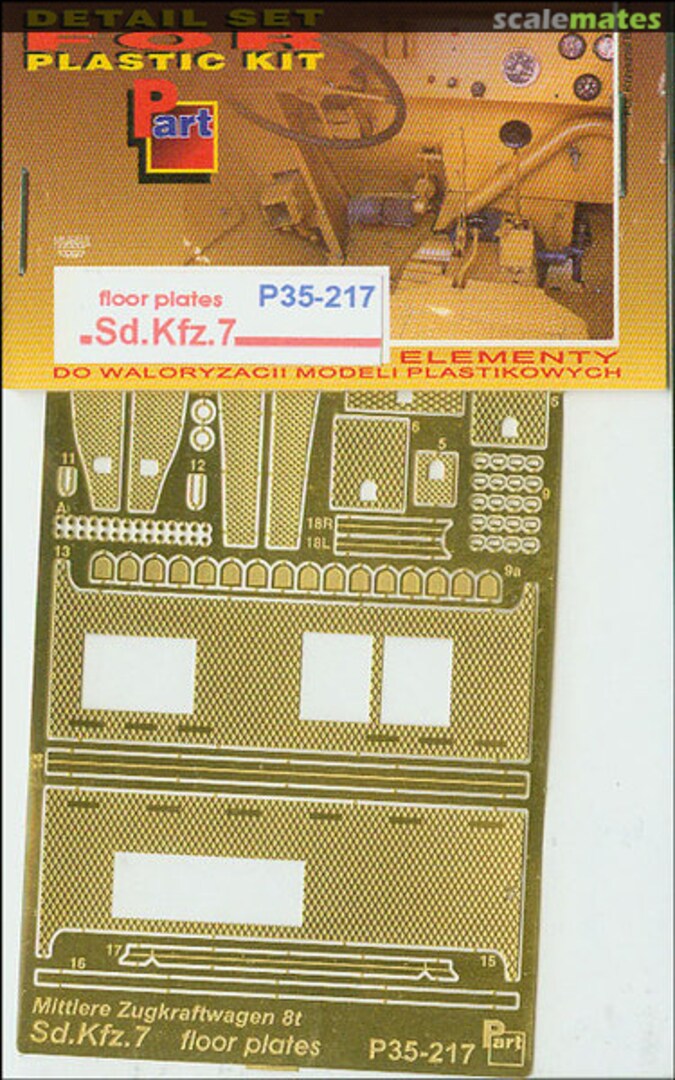 scalemates
DETAIL SET
FOR
PLASTIC KIT
Part
floor plates P35-217
Sd.Kfz.7
ELEMENTY
DO WALORYZACJI MODELI PLASTIKOWYCH
6
5
6
11
12
9
A
18R
18L
13
9a
17
15
16
Mittlere Zugkraftwagen 8t
Sd.Kfz.7 floor plates P35-217 Part